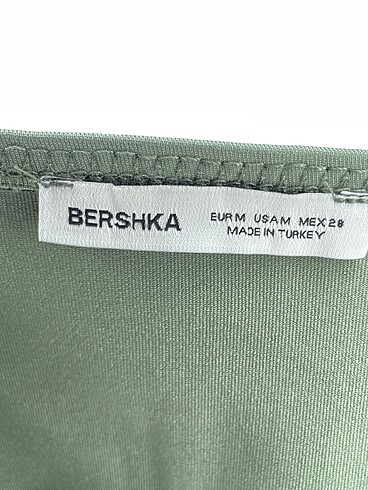 BERSHKA
EUR M USA M MEX 28
MADE IN TURKEY